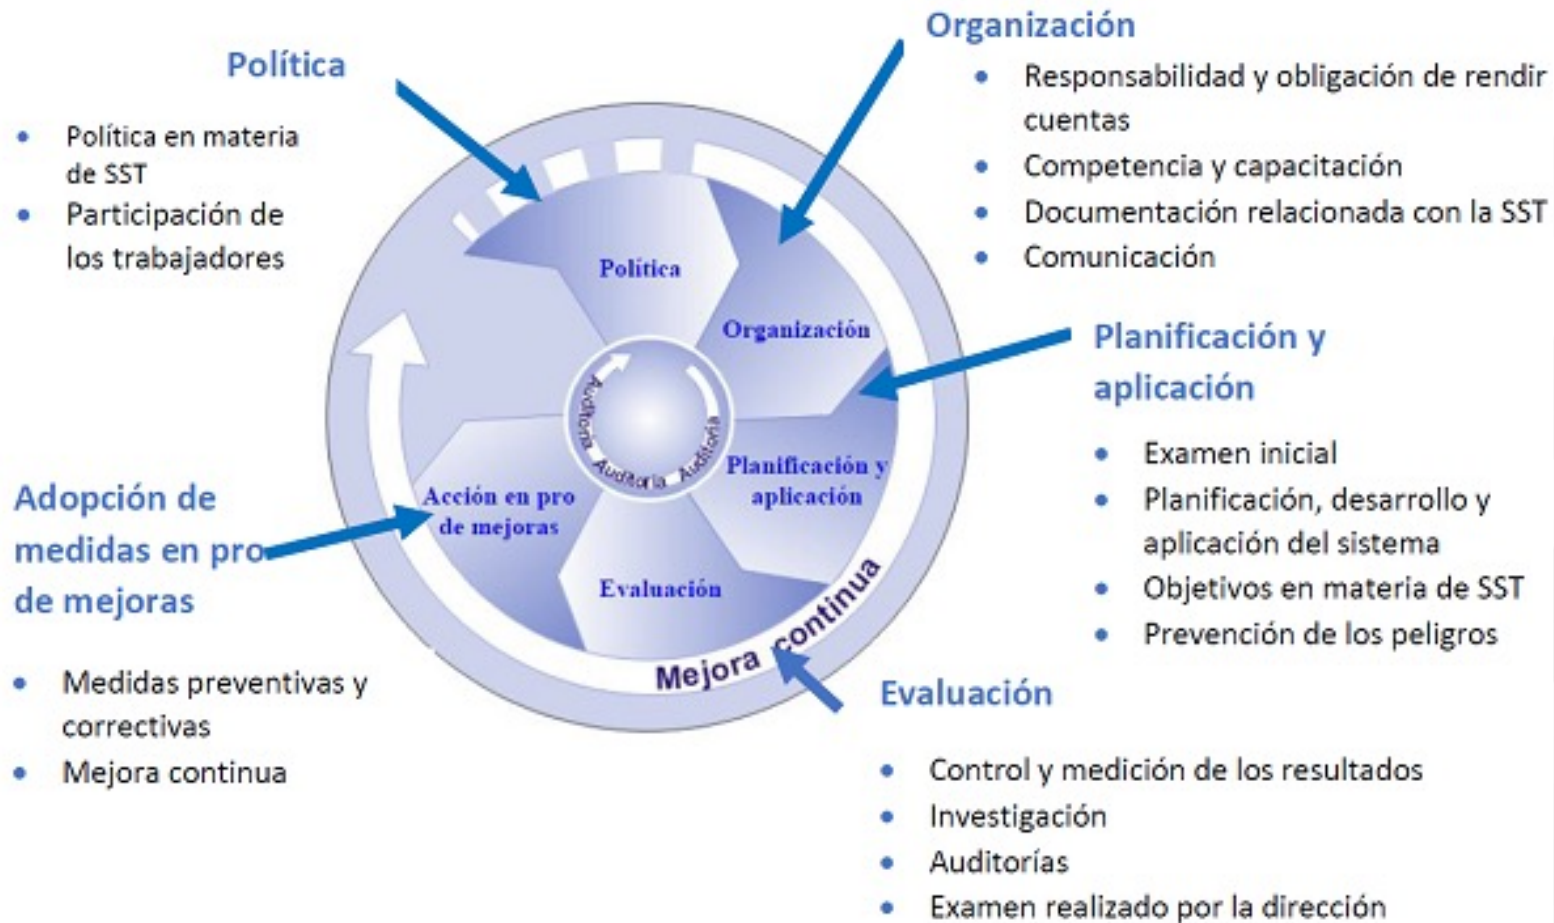 Política
• Política en materia
de SST
• Participación de
los trabajadores
Organización
• Responsabilidad y obligación de rendir
cuentas
• Competencia y capacitación
• Documentación relacionada con la SST
• Comunicación
Planificación y
aplicación
• Examen inicial
• Planificación, desarrollo y
aplicación del sistema
• Objetivos en materia de SST
• Prevención de los peligros
Evaluación
• Control y medición de los resultados
• Investigación
• Auditorías
• Examen realizado por la dirección
Adopción de
medidas en pro
de mejoras
• Medidas preventivas y
correctivas
• Mejora continua
Política
Organización
Planificación y
aplicación
Evaluación
Acción en pro
de mejoras
Auditoría Auditoría Auditoría
Mejora continua